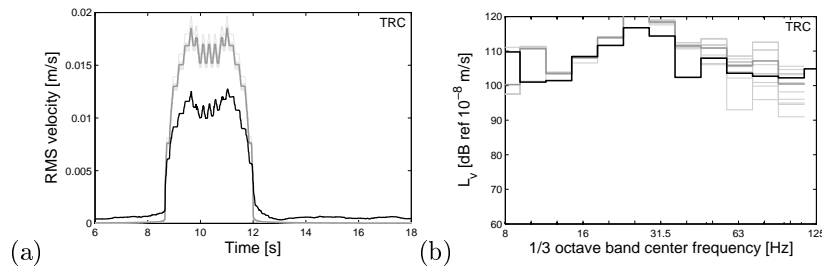 (a)
RMS velocity [m/s]
0.02
0.015
0.01
0.005
0
TRC
6 8 10 12 14 16 18
Time [s]
(b)
L_v [dB ref 10^-8 m/s]
120
110
100
90
80
70
60
TRC
8 16 31.5 63 125
1/3 octave band center frequency [Hz]